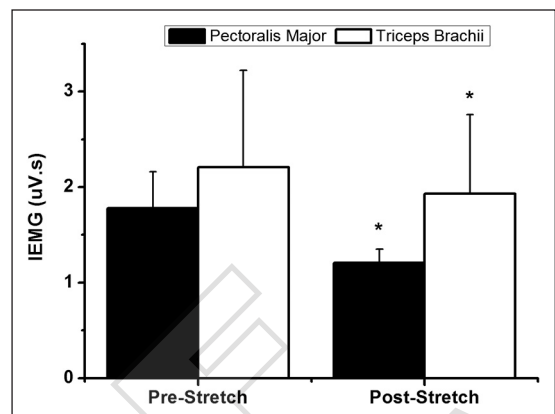 Pectoralis Major Triceps Brachii
IEMG (uV.s)
3
2
1
0
*
*
Pre-Stretch Post-Stretch